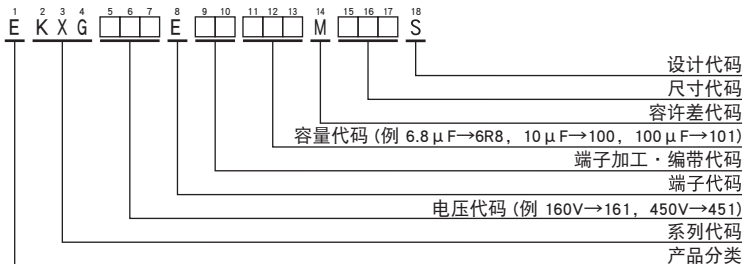 1 2 3 4 5 6 7 8 9 10 11 12 13 14 15 16 17 18
E KXG □□□ E □□ □□□ M □□□ S
设计代码
尺寸代码
容许差代码
容量代码 (例 6.8μF→6R8, 10μF→100, 100μF→101)
端子加工・编带代码
端子代码
电压代码 (例 160V→161, 450V→451)
系列代码
产品分类